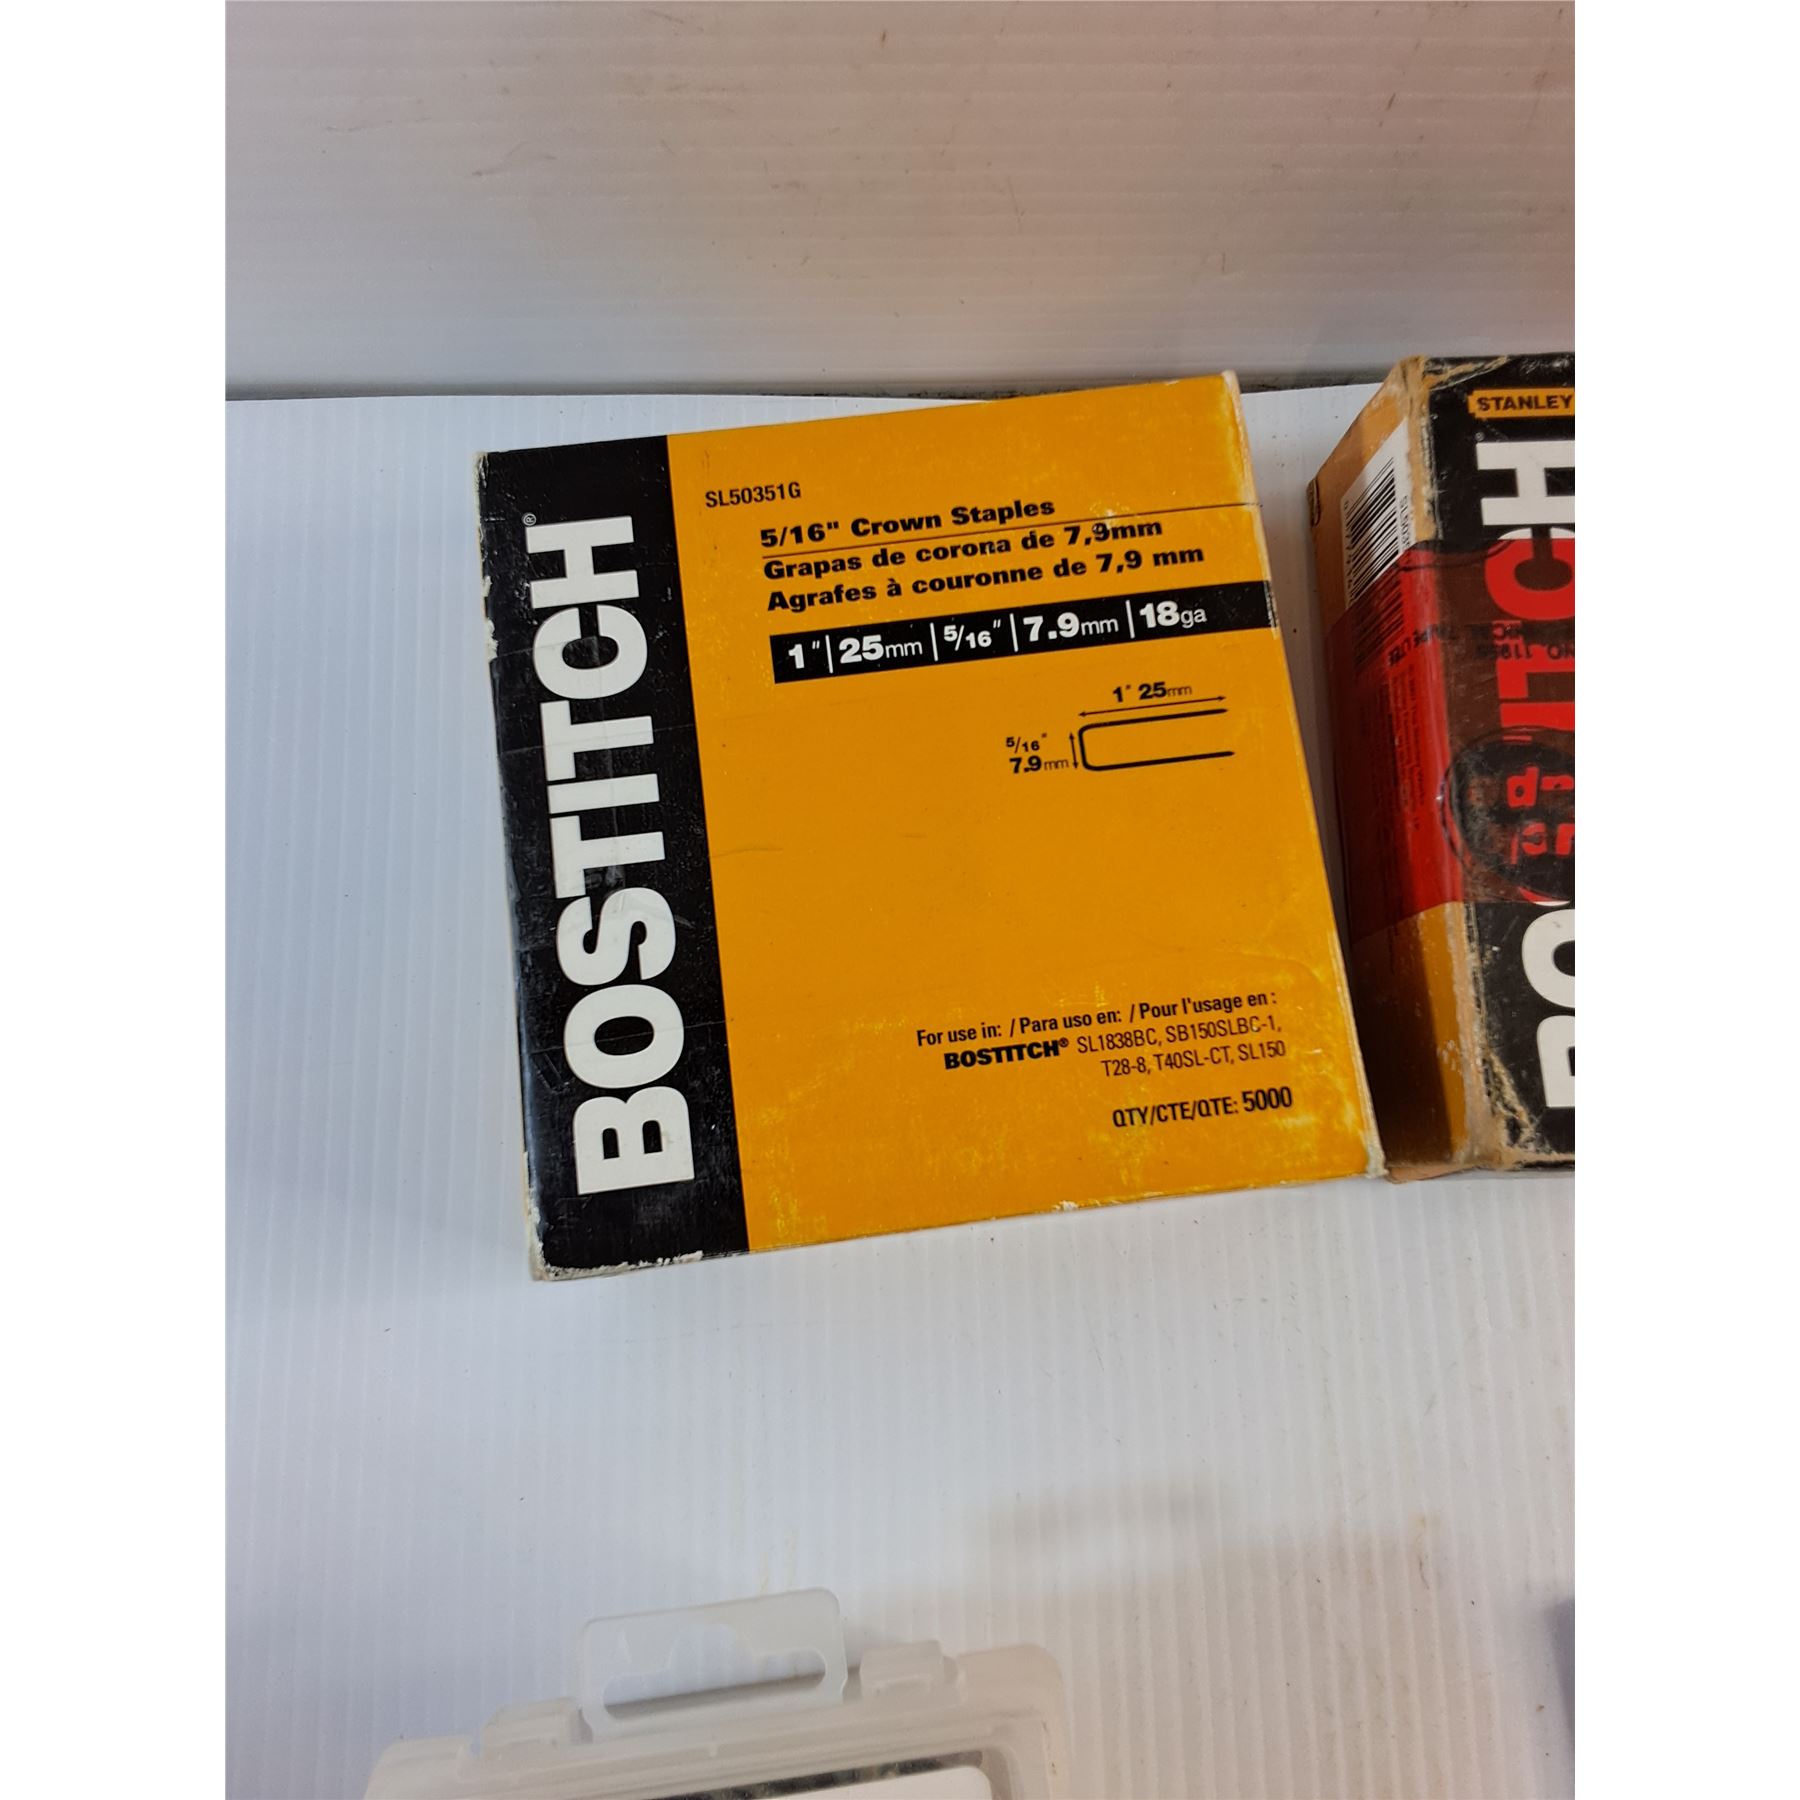 BOSTITCH®
SL50351G
5/16" Crown Staples
Grapas de corona de 7,9mm
Agrafes à couronne de 7,9 mm
1" | 25mm | 5/16" | 7.9mm | 18ga
1" 25mm
5/16"
7.9mm
For use in: / Para uso en: / Pour l'usage en :
BOSTITCH® SL1838BC, SB150SLBC-1,
T28-8, T40SL-CT, SL150
QTY/CTE/QTE: 5000
STANLEY